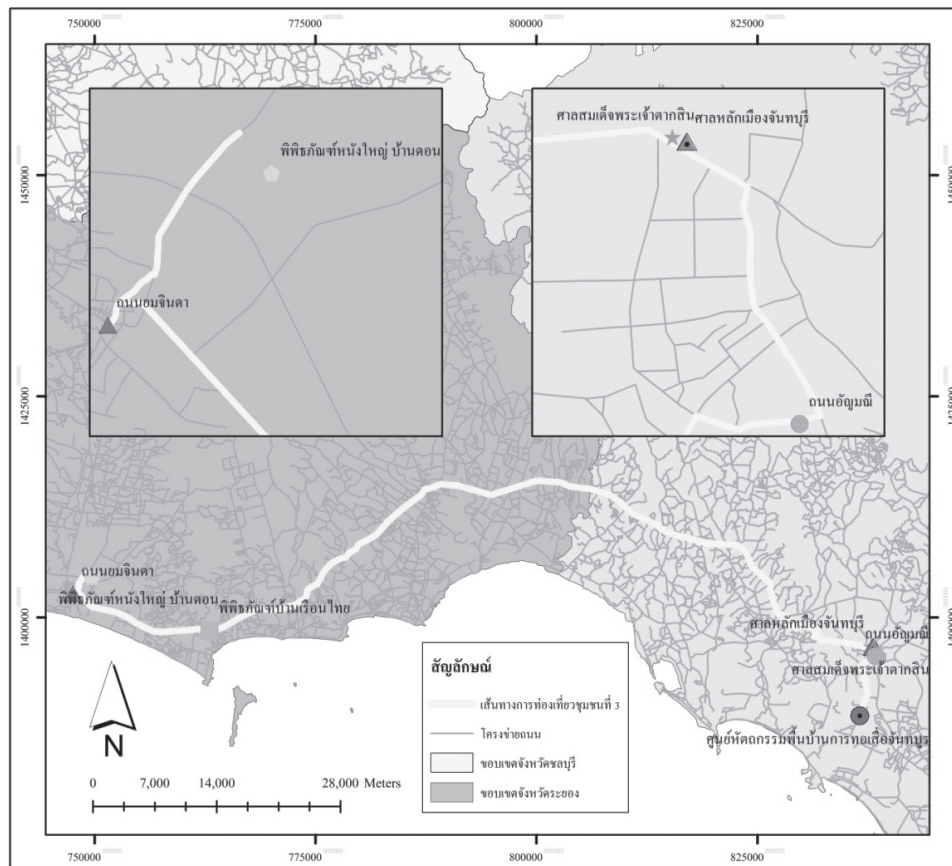 750000 775000 800000 825000
ศาลสมเด็จพระเจ้าตากสิน ศาลหลักเมืองจันทบุรี
พิพิธภัณฑ์หนังใหญ่ บ้านดอน
1450000
1450000
ถนนยมจินดา
ถนนอัญมณี
1425000
1425000
ถนนยมจินดา
พิพิธภัณฑ์หนังใหญ่ บ้านดอน
พิพิธภัณฑ์บ้านเรือนไทย
1400000
1400000
ศาลหลักเมืองจันทบุรี
ถนนอัญมณี
ศาลสมเด็จพระเจ้าตากสิน
ศูนย์หัตถกรรมพื้นบ้านการทอเสื่อจันทบูร
สัญลักษณ์
เส้นทางการท่องเที่ยวชุมชนที่ 3
โครงข่ายถนน
ขอบเขตจังหวัดชลบุรี
ขอบเขตจังหวัดระยอง
N
0 7,000 14,000 28,000 Meters
750000 775000 800000 825000